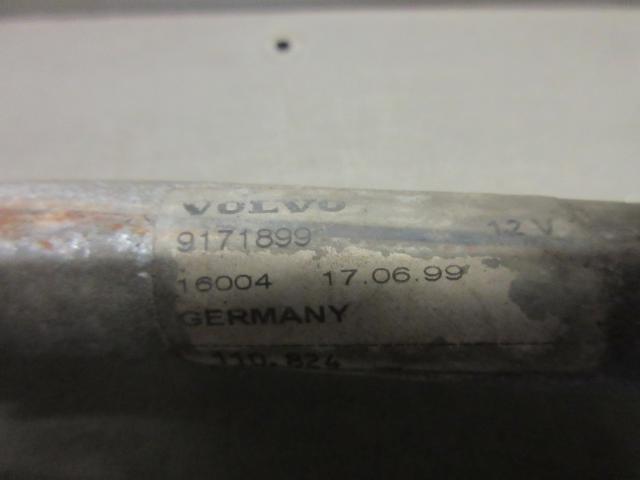 VOLVO
9171899 12 V
16004 17.06.99
GERMANY
110.824